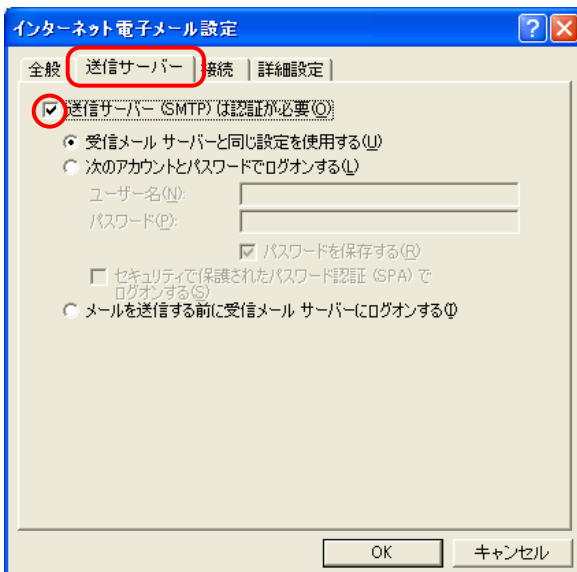 インターネット電子メール設定
全般 送信サーバー 接続 詳細設定
送信サーバー (SMTP) は認証が必要(O)
受信メール サーバーと同じ設定を使用する(U)
次のアカウントとパスワードでログオンする(L)
ユーザー名(N):
パスワード(P):
パスワードを保存する(R)
セキュリティで保護されたパスワード認証 (SPA) で
ログオンする(S)
メールを送信する前に受信メール サーバーにログオンする(I)
OK キャンセル